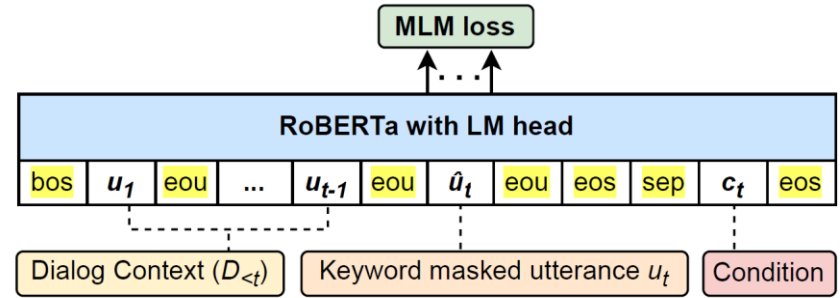 MLM loss
. . .
RoBERTa with LM head
bos u₁ eou ... uₜ₋₁ eou ûₜ eou eos sep cₜ eos
Dialog Context (D<ₜ) Keyword masked utterance uₜ Condition